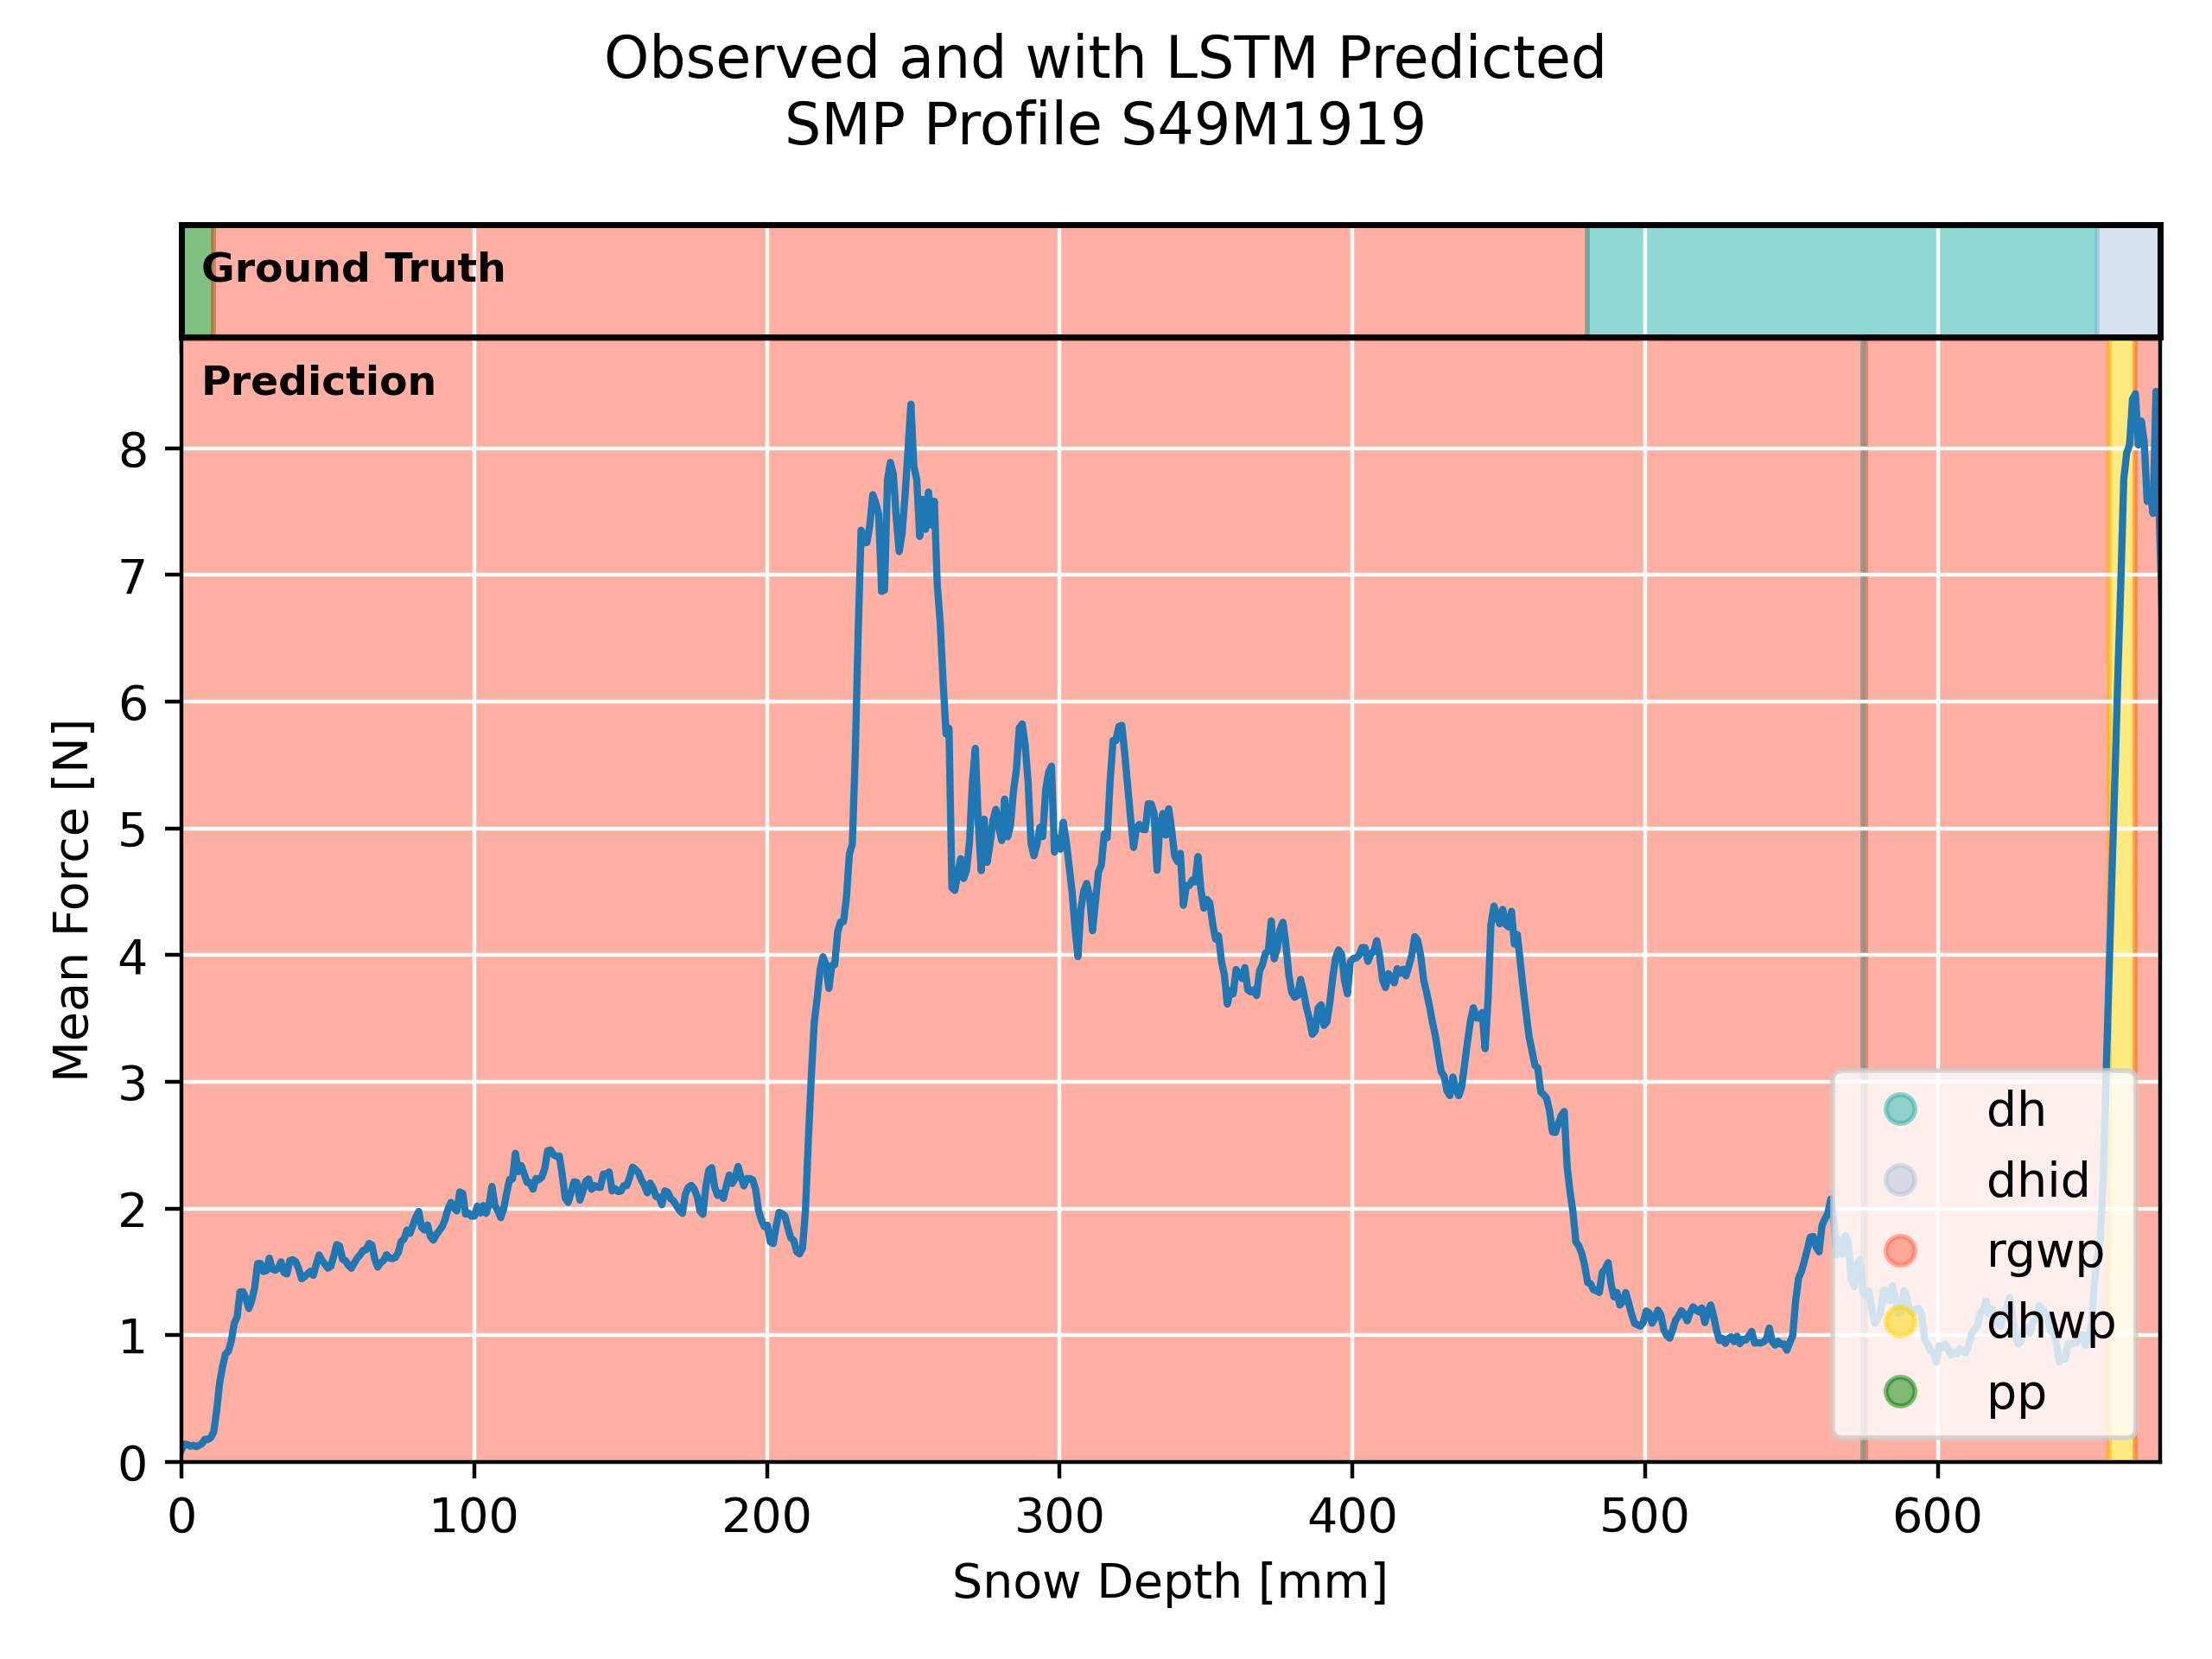 Observed and with LSTM Predicted
SMP Profile S49M1919
Ground Truth
Prediction
8
7
6
5
4
3
2
1
0
Mean Force [N]
dh
dhid
rgwp
dhwp
pp
0 100 200 300 400 500 600
Snow Depth [mm]